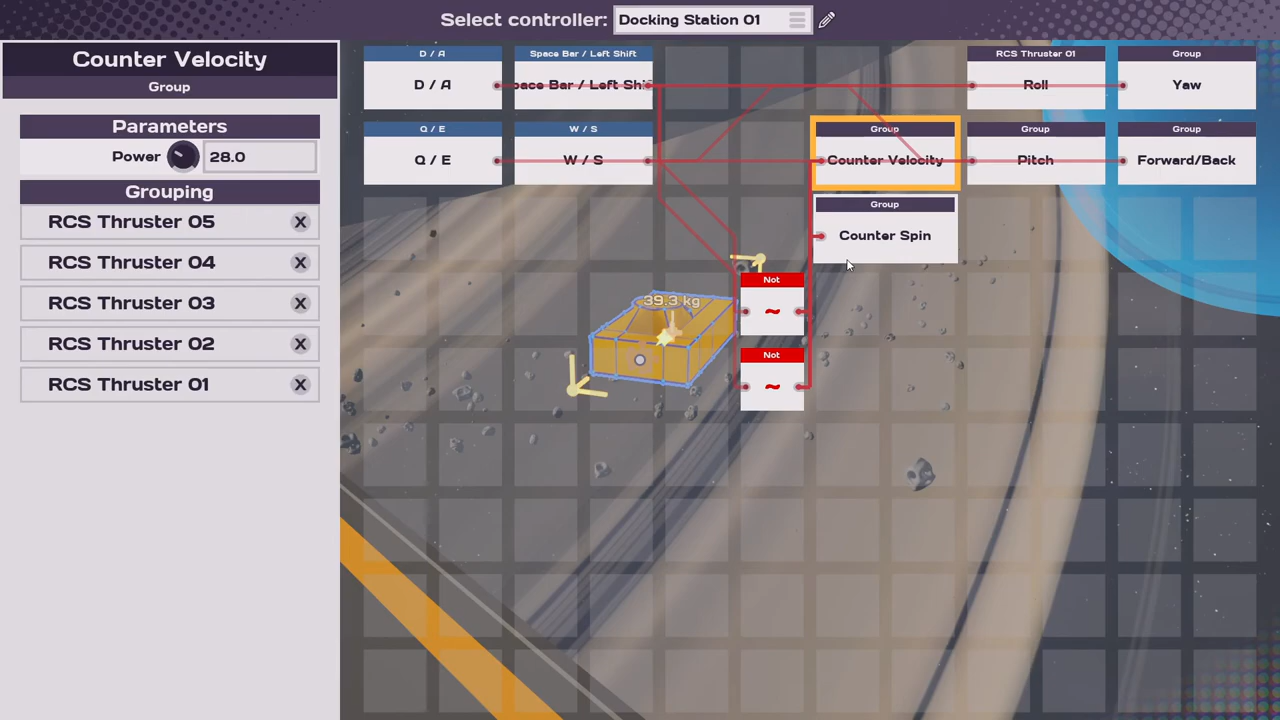 Select controller: Docking Station 01
Counter Velocity
Group
Parameters
Power 28.0
Grouping
RCS Thruster 05 X
RCS Thruster 04 X
RCS Thruster 03 X
RCS Thruster 02 X
RCS Thruster 01 X
D / A
D / A
Space Bar / Left Shift
pace Bar / Left Shi
RCS Thruster 01
Roll
Group
Yaw
Q / E
Q / E
W / S
W / S
Group
Counter Velocity
Group
Pitch
Group
Forward/Back
Group
Counter Spin
39.3 kg
Not
~
Not
~